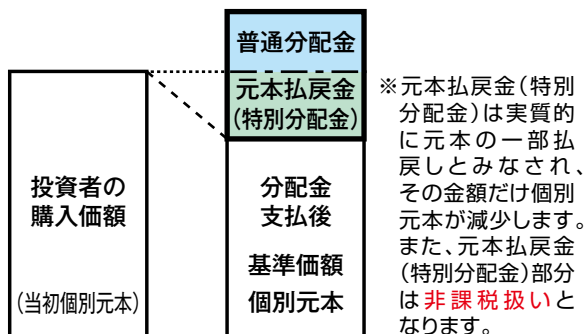 普通分配金
元本払戻金
(特別分配金)
投資者の
購入価額
(当初個別元本)
分配金
支払後
基準価額
個別元本
※元本払戻金(特別
分配金)は実質的
に元本の一部払
戻しとみなされ、
その金額だけ個別
元本が減少します。
また、元本払戻金
(特別分配金)部分
は非課税扱いと
なります。